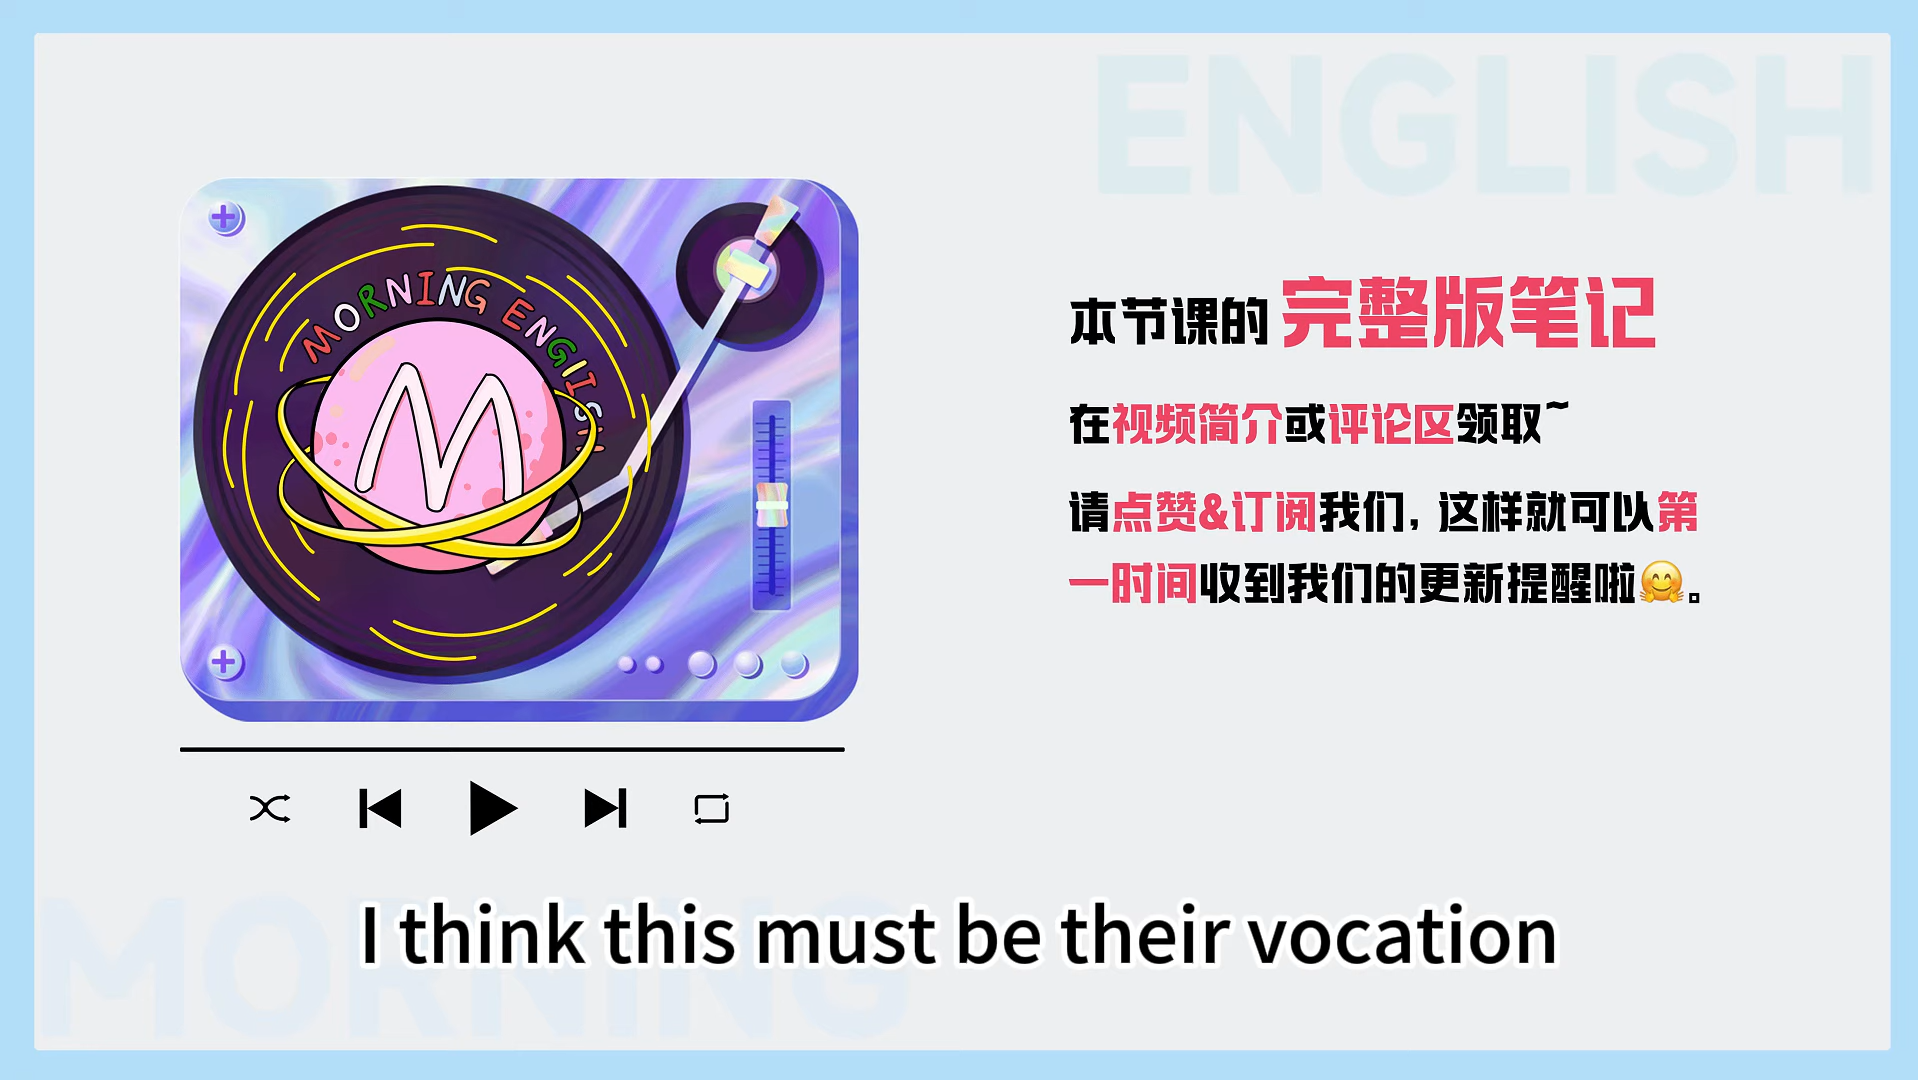 ENGLISH
MORNING ENGLISH
M
本节课的 完整版笔记
在视频简介或评论区领取~
请点赞&订阅我们，这样就可以第
一时间收到我们的更新提醒啦🤗。
MORNING
I think this must be their vocation